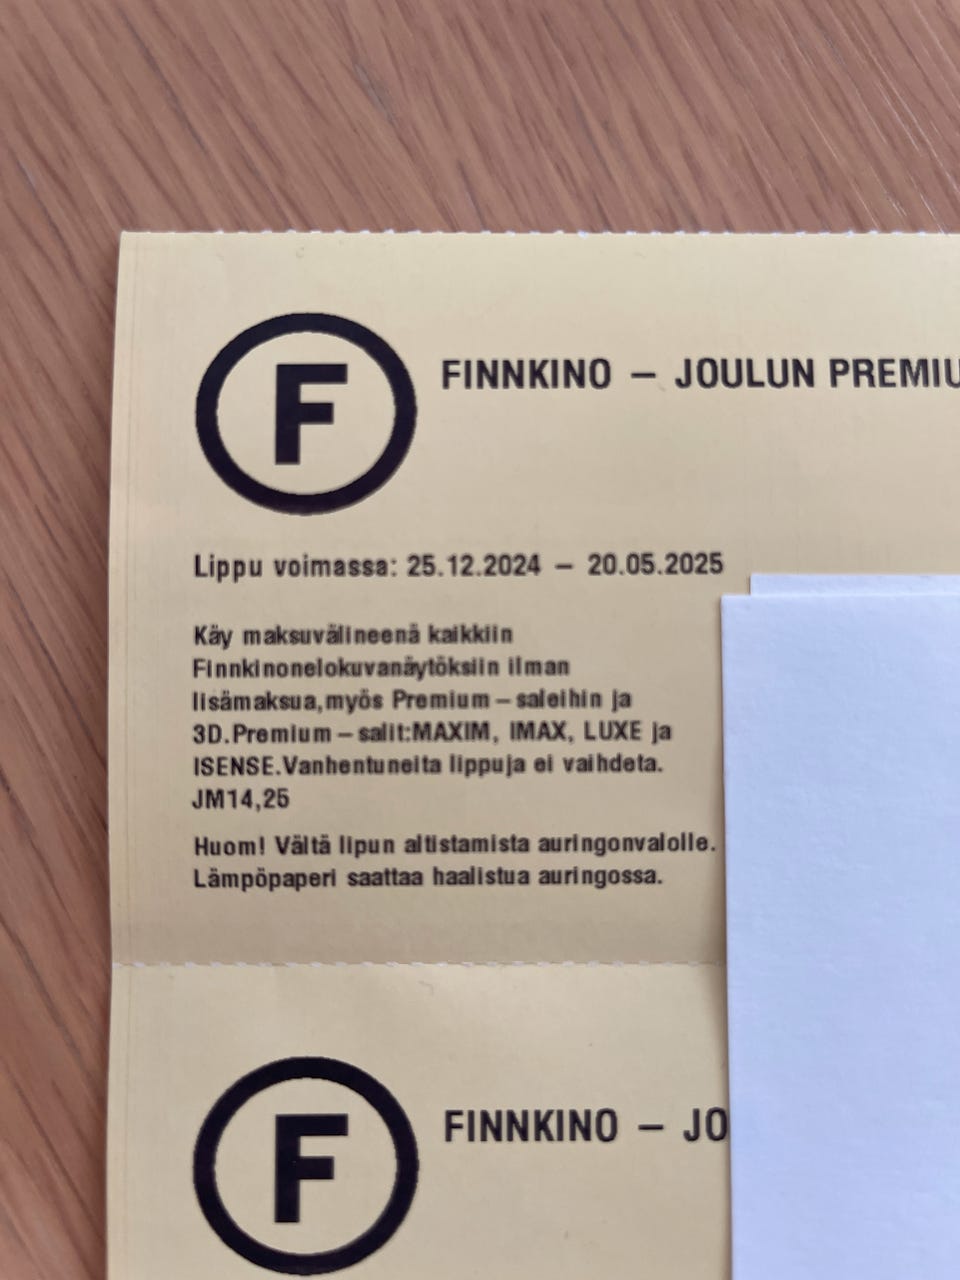 F
FINNKINO – JOULUN PREMIU
Lippu voimassa: 25.12.2024 – 20.05.2025
Käy maksuvälineenä kaikkiin
Finnkinonelokuvanäytöksiin ilman
lisämaksua,myös Premium–saleihin ja
3D.Premium–salit:MAXIM, IMAX, LUXE ja
ISENSE.Vanhentuneita lippuja ei vaihdeta.
JM14,25
Huom! Vältä lipun altistamista auringonvalolle.
Lämpöpaperi saattaa haalistua auringossa.
F
FINNKINO – JO